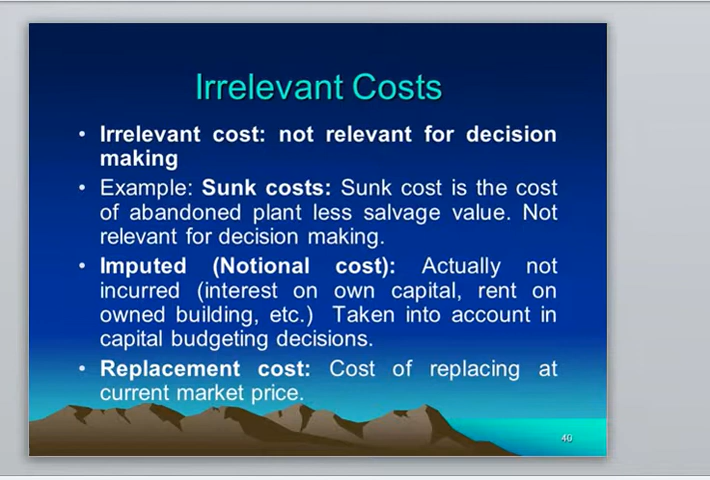 Irrelevant Costs
• Irrelevant cost: not relevant for decision
making
• Example: Sunk costs: Sunk cost is the cost
of abandoned plant less salvage value. Not
relevant for decision making.
• Imputed (Notional cost): Actually not
incurred (interest on own capital, rent on
owned building, etc.) Taken into account in
capital budgeting decisions.
• Replacement cost: Cost of replacing at
current market price.
40